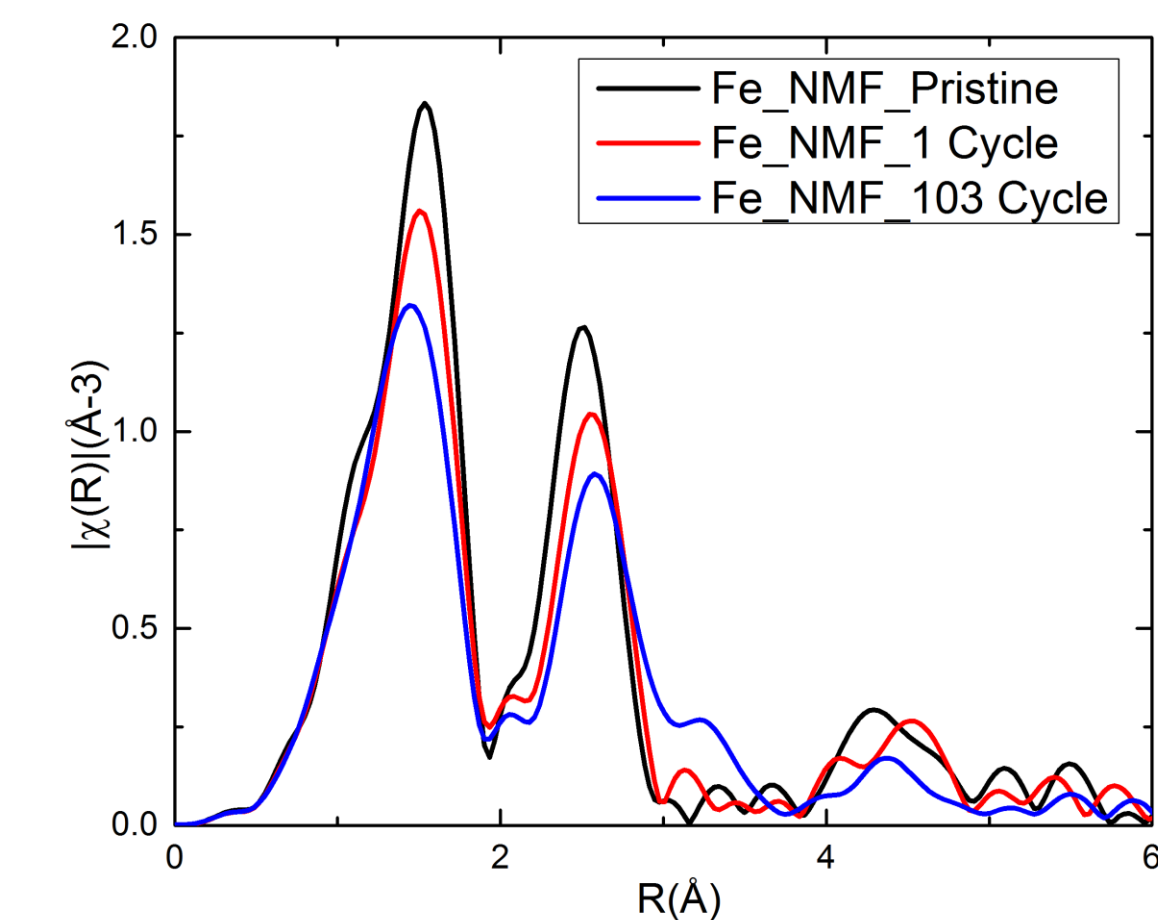 2.0
1.5
1.0
0.5
0.0
|χ(R)|(Å-3)
Fe_NMF_Pristine
Fe_NMF_1 Cycle
Fe_NMF_103 Cycle
0 2 4 6
R(Å)